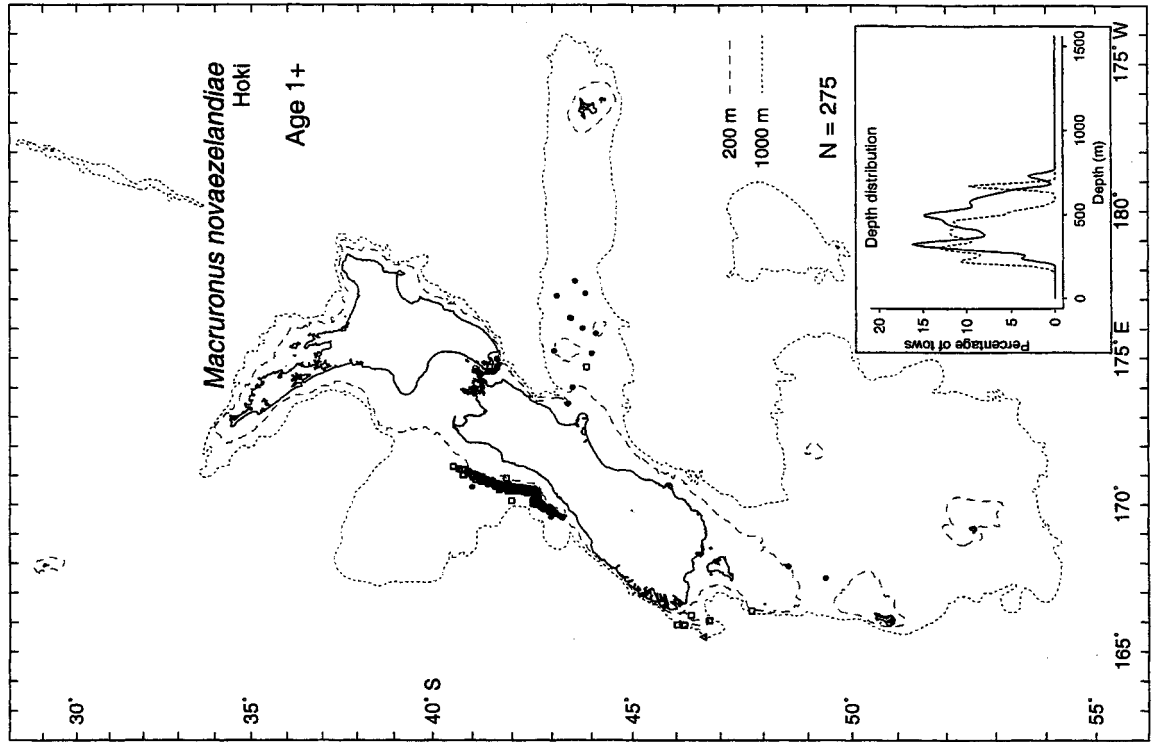 Macruronus novaezelandiae
Hoki
Age 1+
30°
35°
40° S
45°
50°
55°
165°
170°
175° E
180°
175° W
200 m
1000 m
N = 275
Depth distribution
Percentage of tows
20
15
10
5
0
0
500
1000
1500
Depth (m)